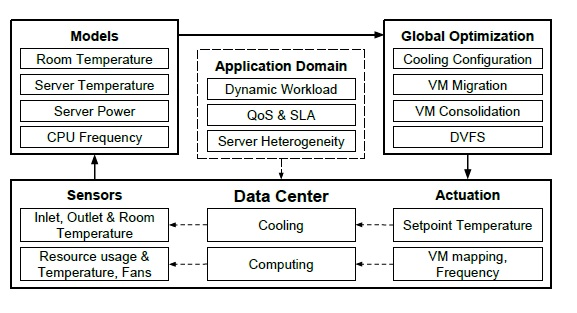 Models
Room Temperature
Server Temperature
Server Power
CPU Frequency
Application Domain
Dynamic Workload
QoS & SLA
Server Heterogeneity
Global Optimization
Cooling Configuration
VM Migration
VM Consolidation
DVFS
Sensors
Inlet, Outlet & Room
Temperature
Resource usage &
Temperature, Fans
Data Center
Cooling
Computing
Actuation
Setpoint Temperature
VM mapping,
Frequency